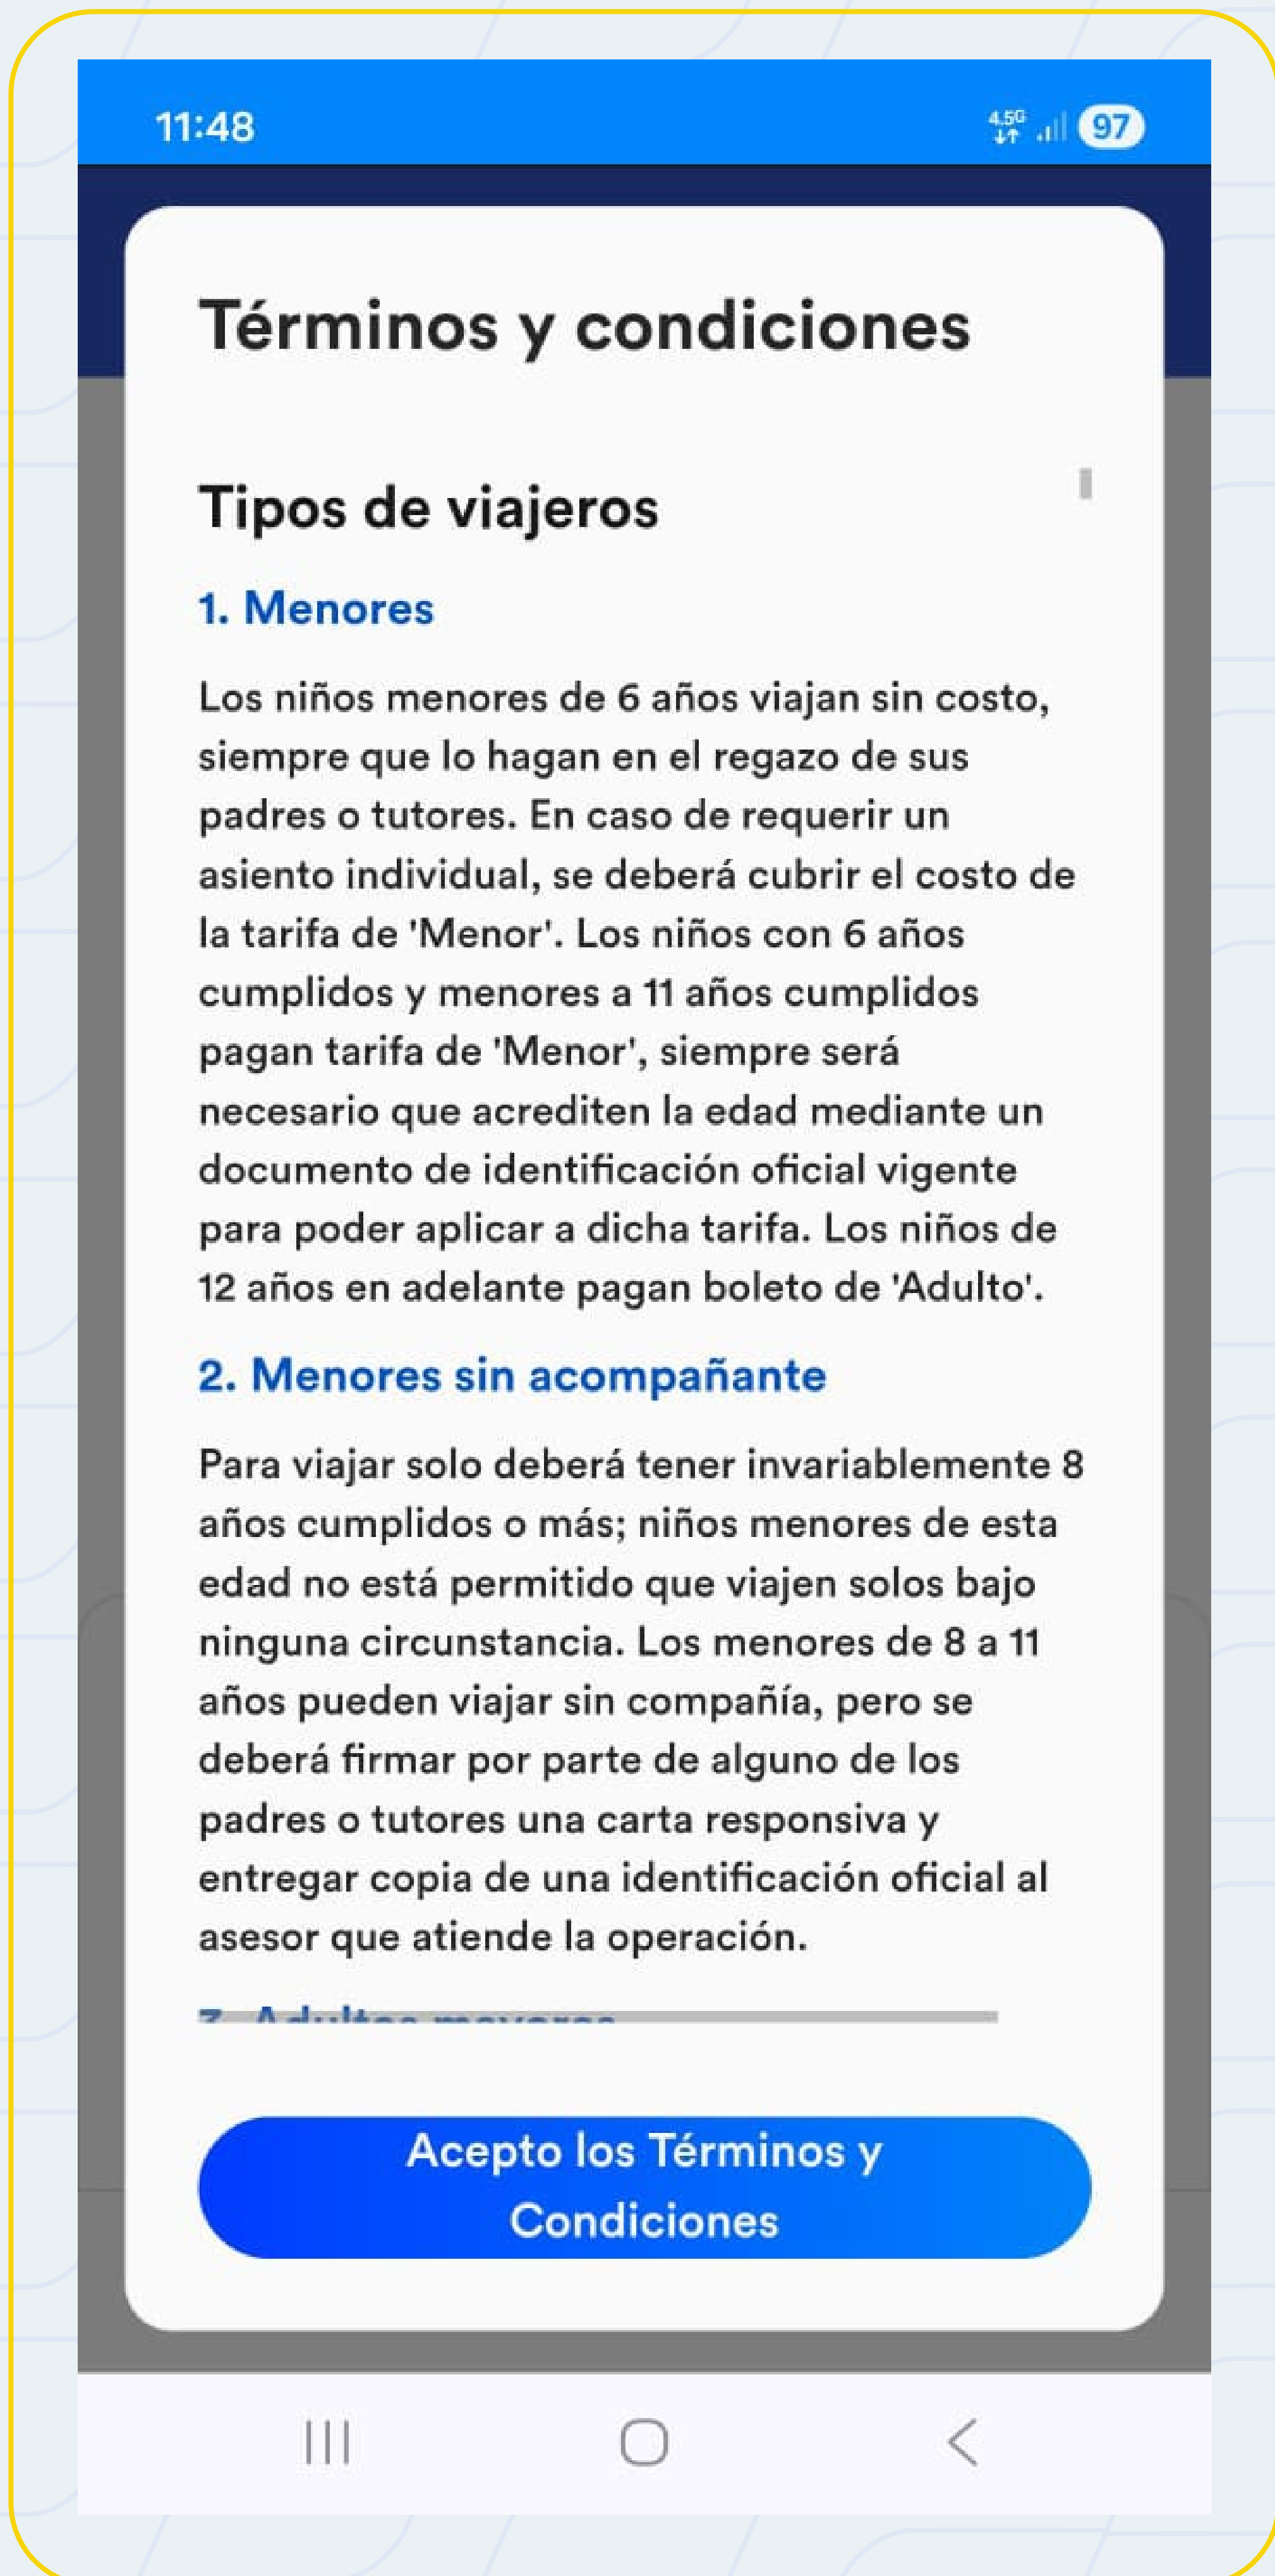 11:48
4.5G
97
Términos y condiciones
Tipos de viajeros
1. Menores
Los niños menores de 6 años viajan sin costo,
siempre que lo hagan en el regazo de sus
padres o tutores. En caso de requerir un
asiento individual, se deberá cubrir el costo de
la tarifa de 'Menor'. Los niños con 6 años
cumplidos y menores a 11 años cumplidos
pagan tarifa de 'Menor', siempre será
necesario que acrediten la edad mediante un
documento de identificación oficial vigente
para poder aplicar a dicha tarifa. Los niños de
12 años en adelante pagan boleto de 'Adulto'.
2. Menores sin acompañante
Para viajar solo deberá tener invariablemente 8
años cumplidos o más; niños menores de esta
edad no está permitido que viajen solos bajo
ninguna circunstancia. Los menores de 8 a 11
años pueden viajar sin compañía, pero se
deberá firmar por parte de alguno de los
padres o tutores una carta responsiva y
entregar copia de una identificación oficial al
asesor que atiende la operación.
3. Adultos mayores
Acepto los Términos y
Condiciones